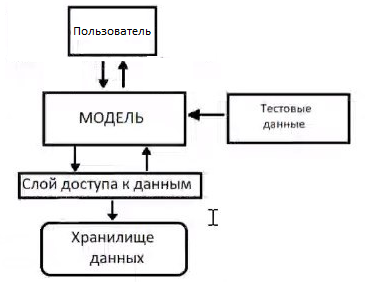 Пользователь
МОДЕЛЬ
Тестовые
данные
Слой доступа к данным
Хранилище
данных